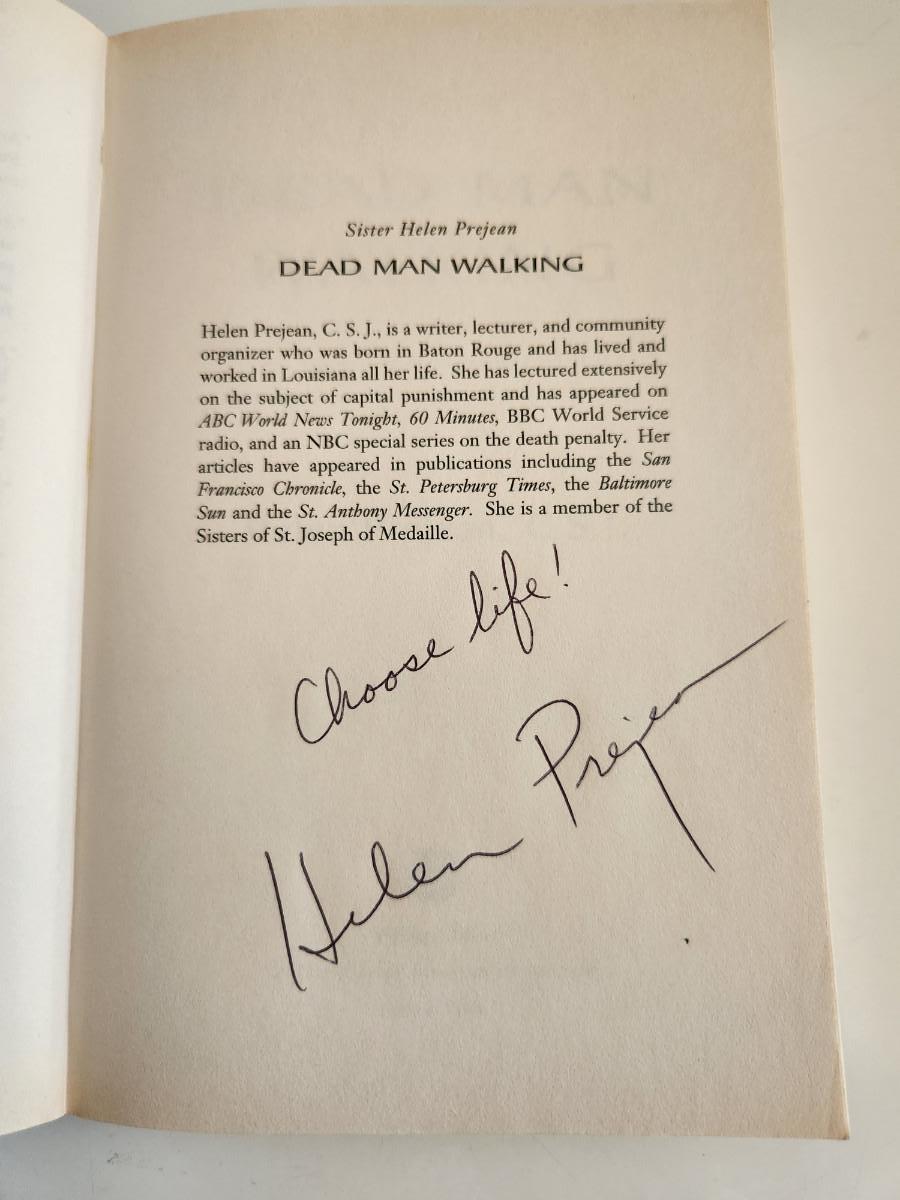 Sister Helen Prejean
DEAD MAN WALKING
Helen Prejean, C. S. J., is a writer, lecturer, and community
organizer who was born in Baton Rouge and has lived and
worked in Louisiana all her life. She has lectured extensively
on the subject of capital punishment and has appeared on
ABC World News Tonight, 60 Minutes, BBC World Service
radio, and an NBC special series on the death penalty. Her
articles have appeared in publications including the San
Francisco Chronicle, the St. Petersburg Times, the Baltimore
Sun and the St. Anthony Messenger. She is a member of the
Sisters of St. Joseph of Medaille.
Choose life!
Helen Prejean